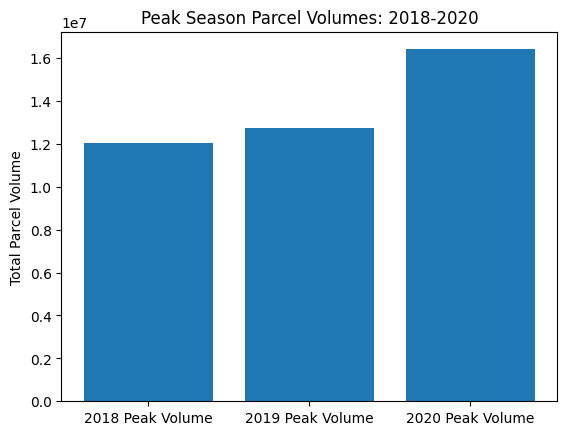 Peak Season Parcel Volumes: 2018-2020
1e7
1.6
1.4
1.2
1.0
0.8
0.6
0.4
0.2
0.0
Total Parcel Volume
2018 Peak Volume 2019 Peak Volume 2020 Peak Volume